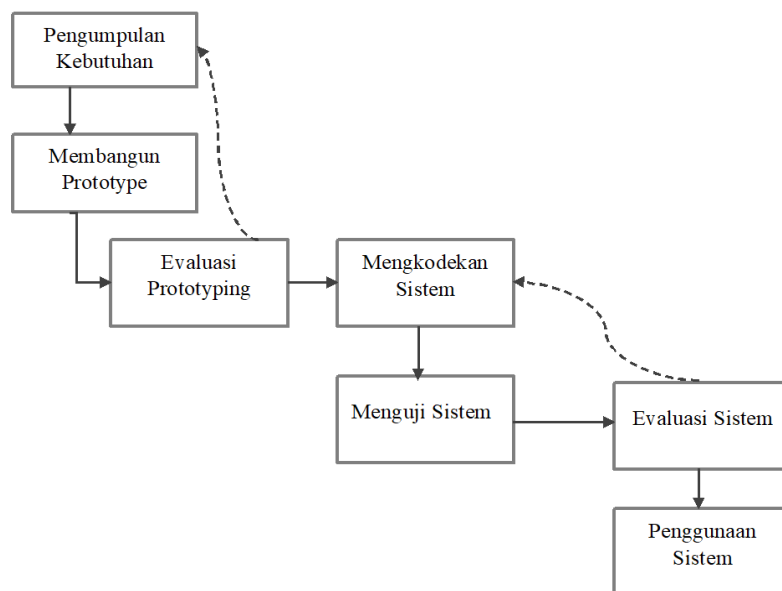 Pengumpulan
Kebutuhan
Membangun
Prototype
Evaluasi
Prototyping
Mengkodekan
Sistem
Menguji Sistem
Evaluasi Sistem
Penggunaan
Sistem